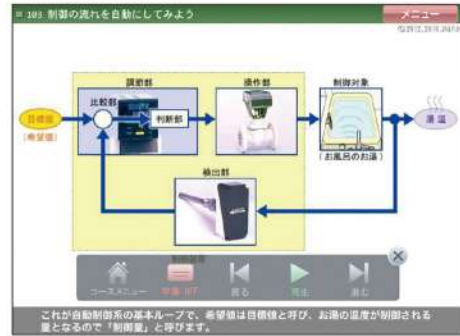 103 制御の流れを自動にしてみよう
メニュー
調節部
操作部
制御対象
比較部
目標値
判断部
湯温
(希望値)
(お風呂のお湯)
検出部
コースメニュー
字幕 OFF
戻る
再生
進む
これが自動制御系の基本ループで、希望値は目標値と呼び、お湯の温度が制御される
量となるので「制御量」と呼びます。